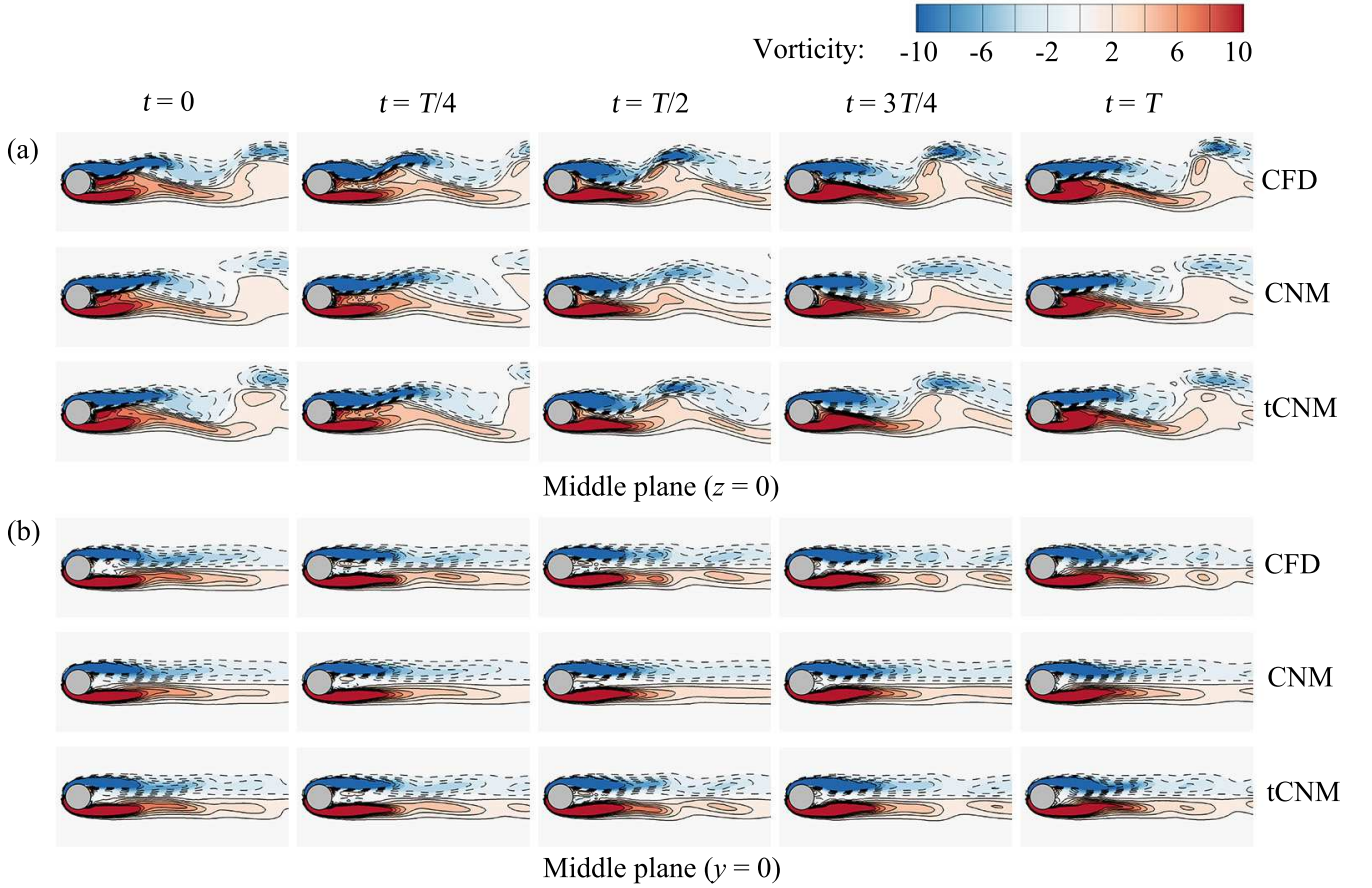 Vorticity: -10 -6 -2 2 6 10
t = 0 t = T/4 t = T/2 t = 3T/4 t = T
(a)
CFD
CNM
tCNM
Middle plane (z = 0)
(b)
CFD
CNM
tCNM
Middle plane (y = 0)